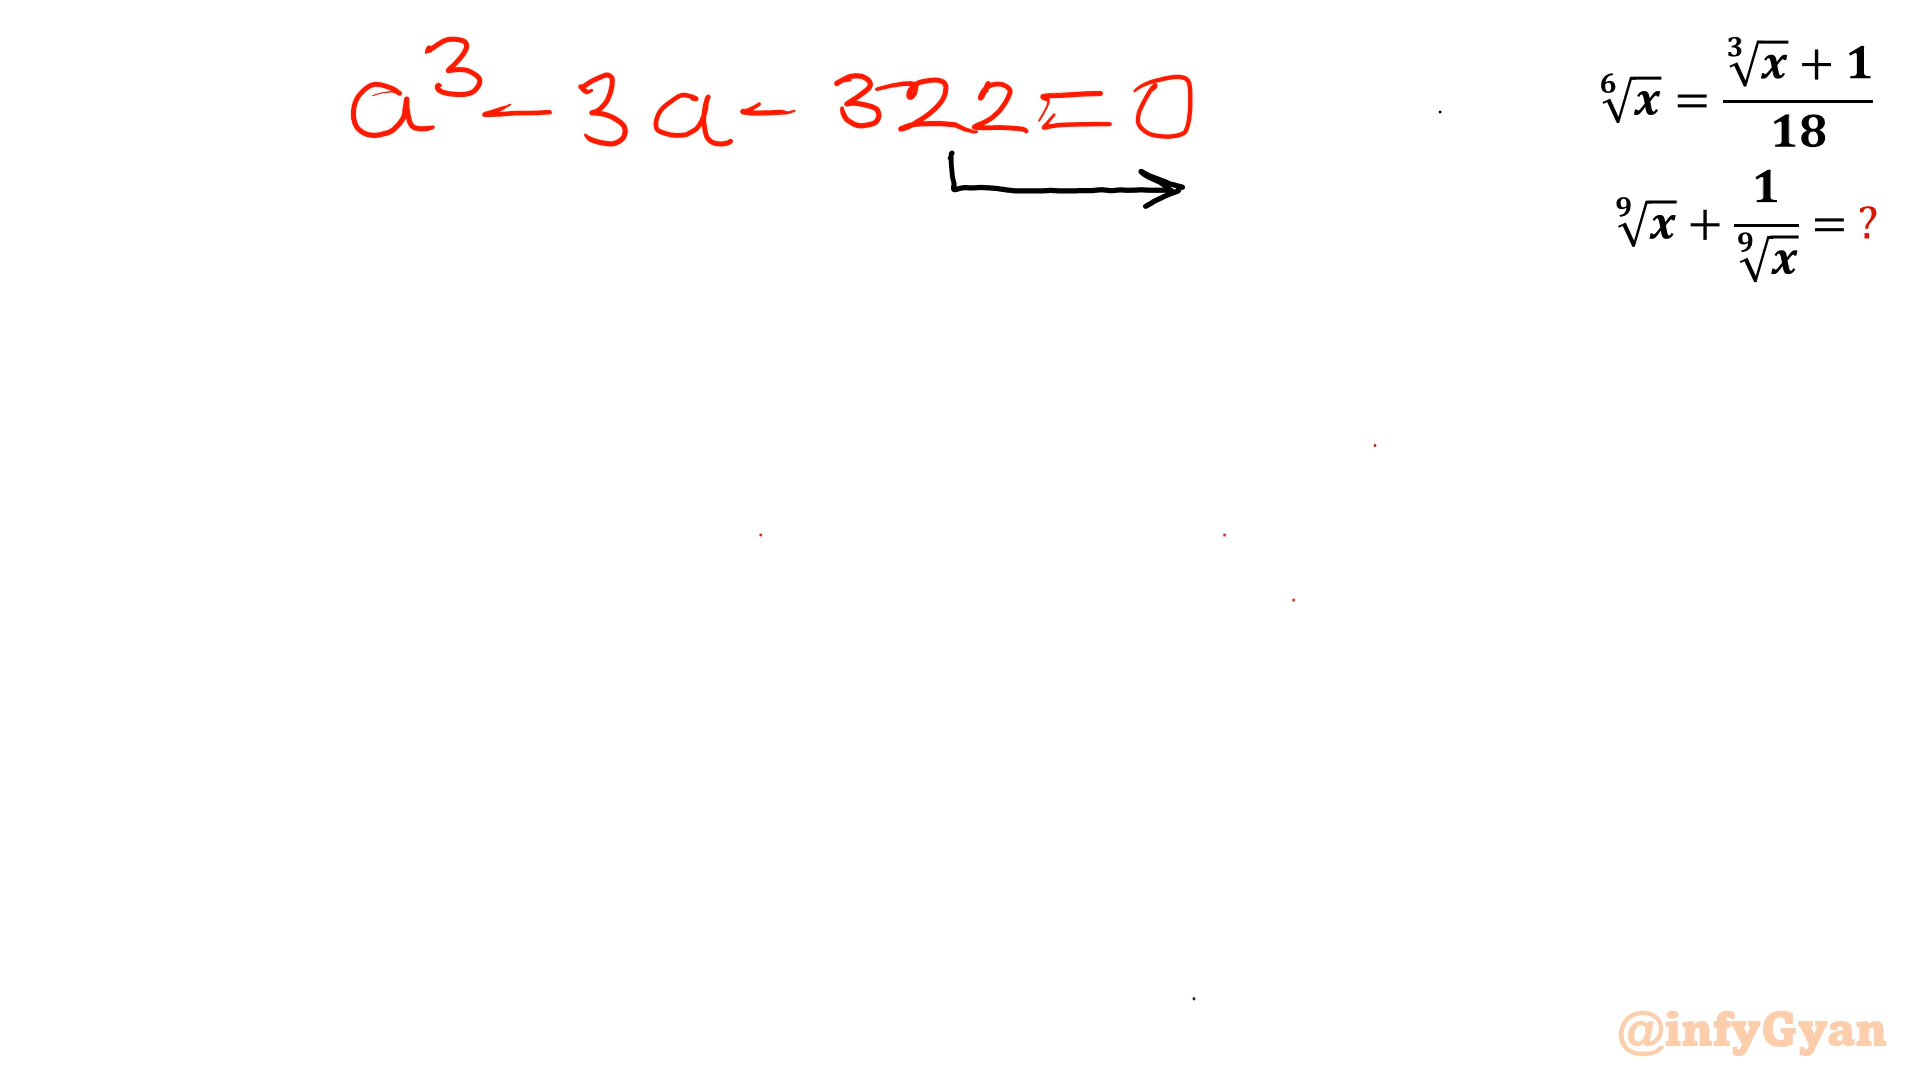 a³ - 3a - 322 = 0
⁶√x = (³√x + 1)/18
⁹√x + 1/⁹√x = ?
@infyGyan